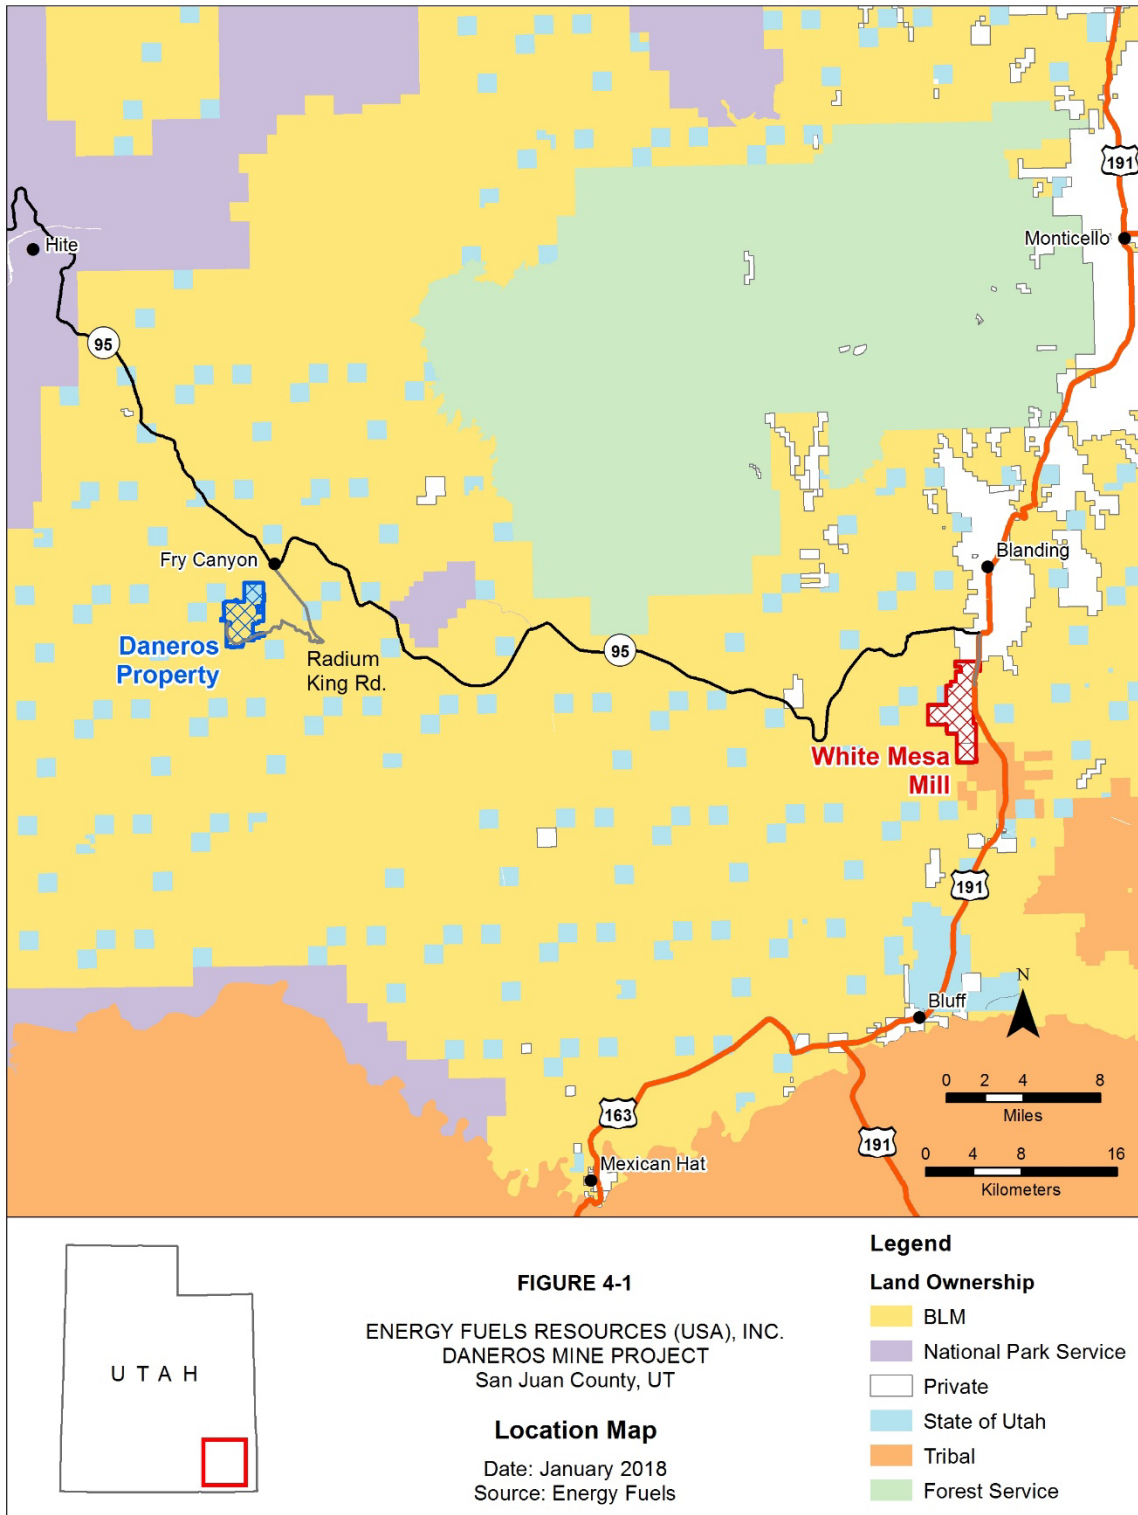 191
Monticello
Hite
95
Fry Canyon
Blanding
Daneros
Property
Radium
King Rd.
95
White Mesa
Mill
191
N
Bluff
0 2 4 8
Miles
163
191
0 4 8 16
Kilometers
Mexican Hat
UTAH
FIGURE 4-1
ENERGY FUELS RESOURCES (USA), INC.
DANEROS MINE PROJECT
San Juan County, UT
Location Map
Date: January 2018
Source: Energy Fuels
Legend
Land Ownership
BLM
National Park Service
Private
State of Utah
Tribal
Forest Service